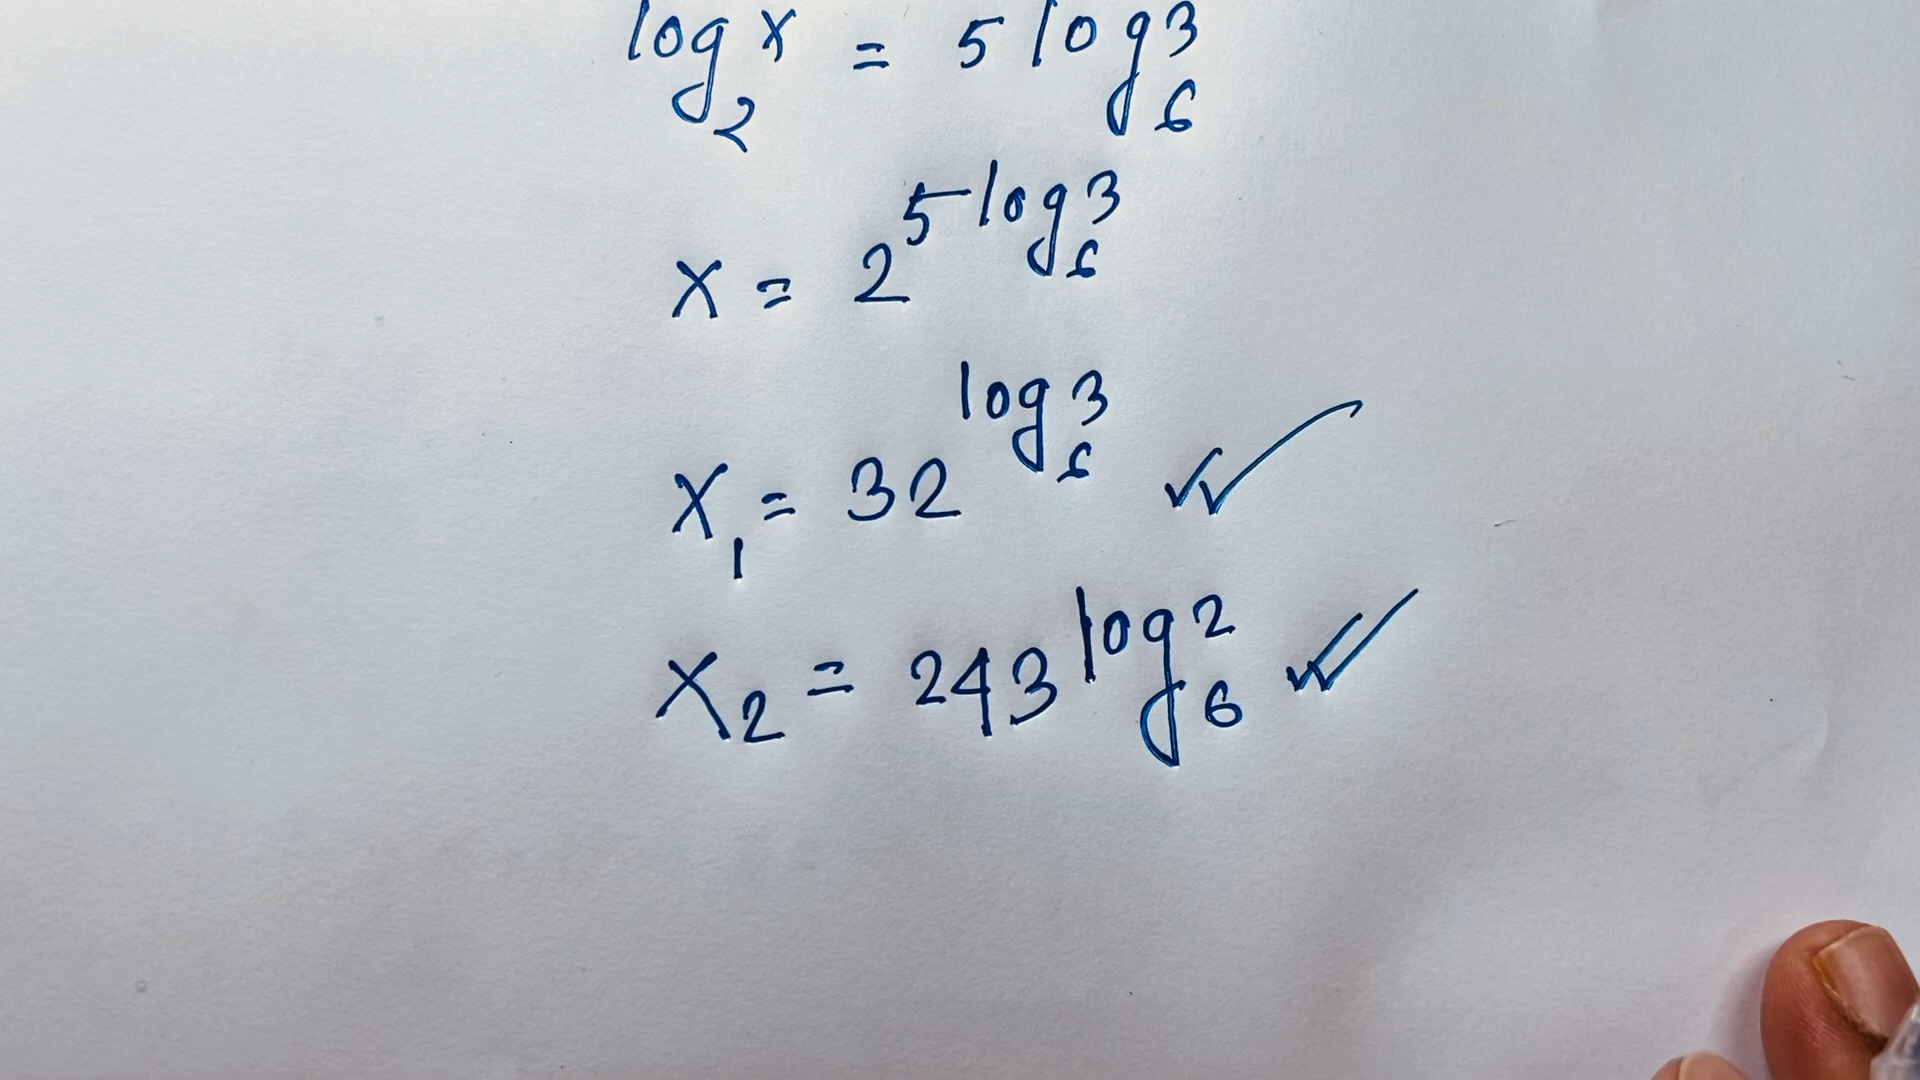 log₂ x = 5 log₆ 3
x = 2^(5 log₆ 3)
x₁ = 32^(log₆ 3) ✓✓
x₂ = 243^(log₆ 2) ✓✓